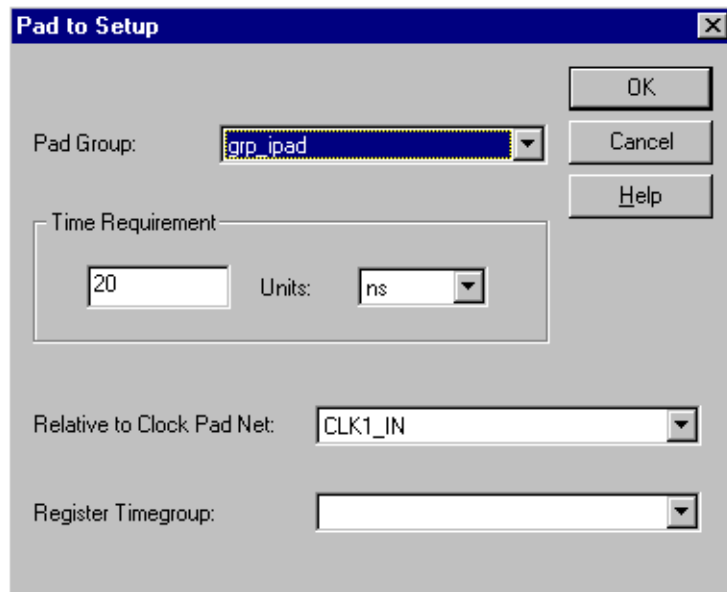 Pad to Setup
OK
Pad Group: grp_ipad
Cancel
Help
Time Requirement
20 Units: ns
Relative to Clock Pad Net: CLK1_IN
Register Timegroup: